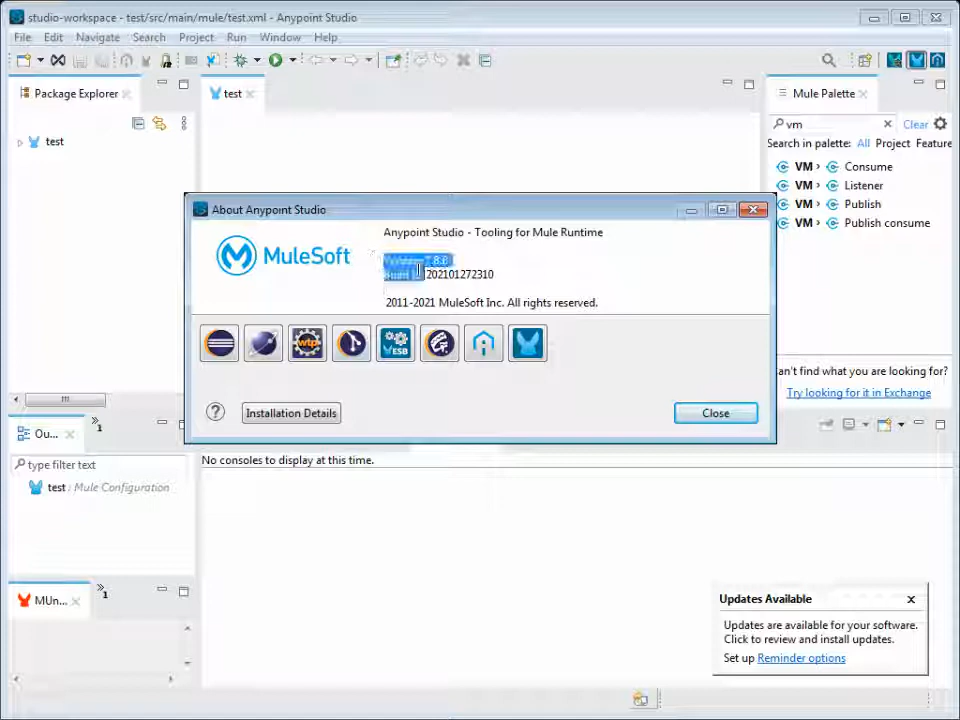 studio-workspace - test/src/main/mule/test.xml - Anypoint Studio
File Edit Navigate Search Project Run Window Help
Package Explorer
test
Mule Palette
vm
Clear
test
Search in palette: All Project Feature
VM › Consume
VM › Listener
VM › Publish
VM › Publish consume
About Anypoint Studio
MuleSoft
Anypoint Studio - Tooling for Mule Runtime
202101272310
2011-2021 MuleSoft Inc. All rights reserved.
Installation Details
Close
an't find what you are looking for?
Try looking for it in Exchange
Ou...
1
type filter text
test : Mule Configuration
No consoles to display at this time.
MUn...
1
Updates Available
Updates are available for your software.
Click to review and install updates.
Set up Reminder options